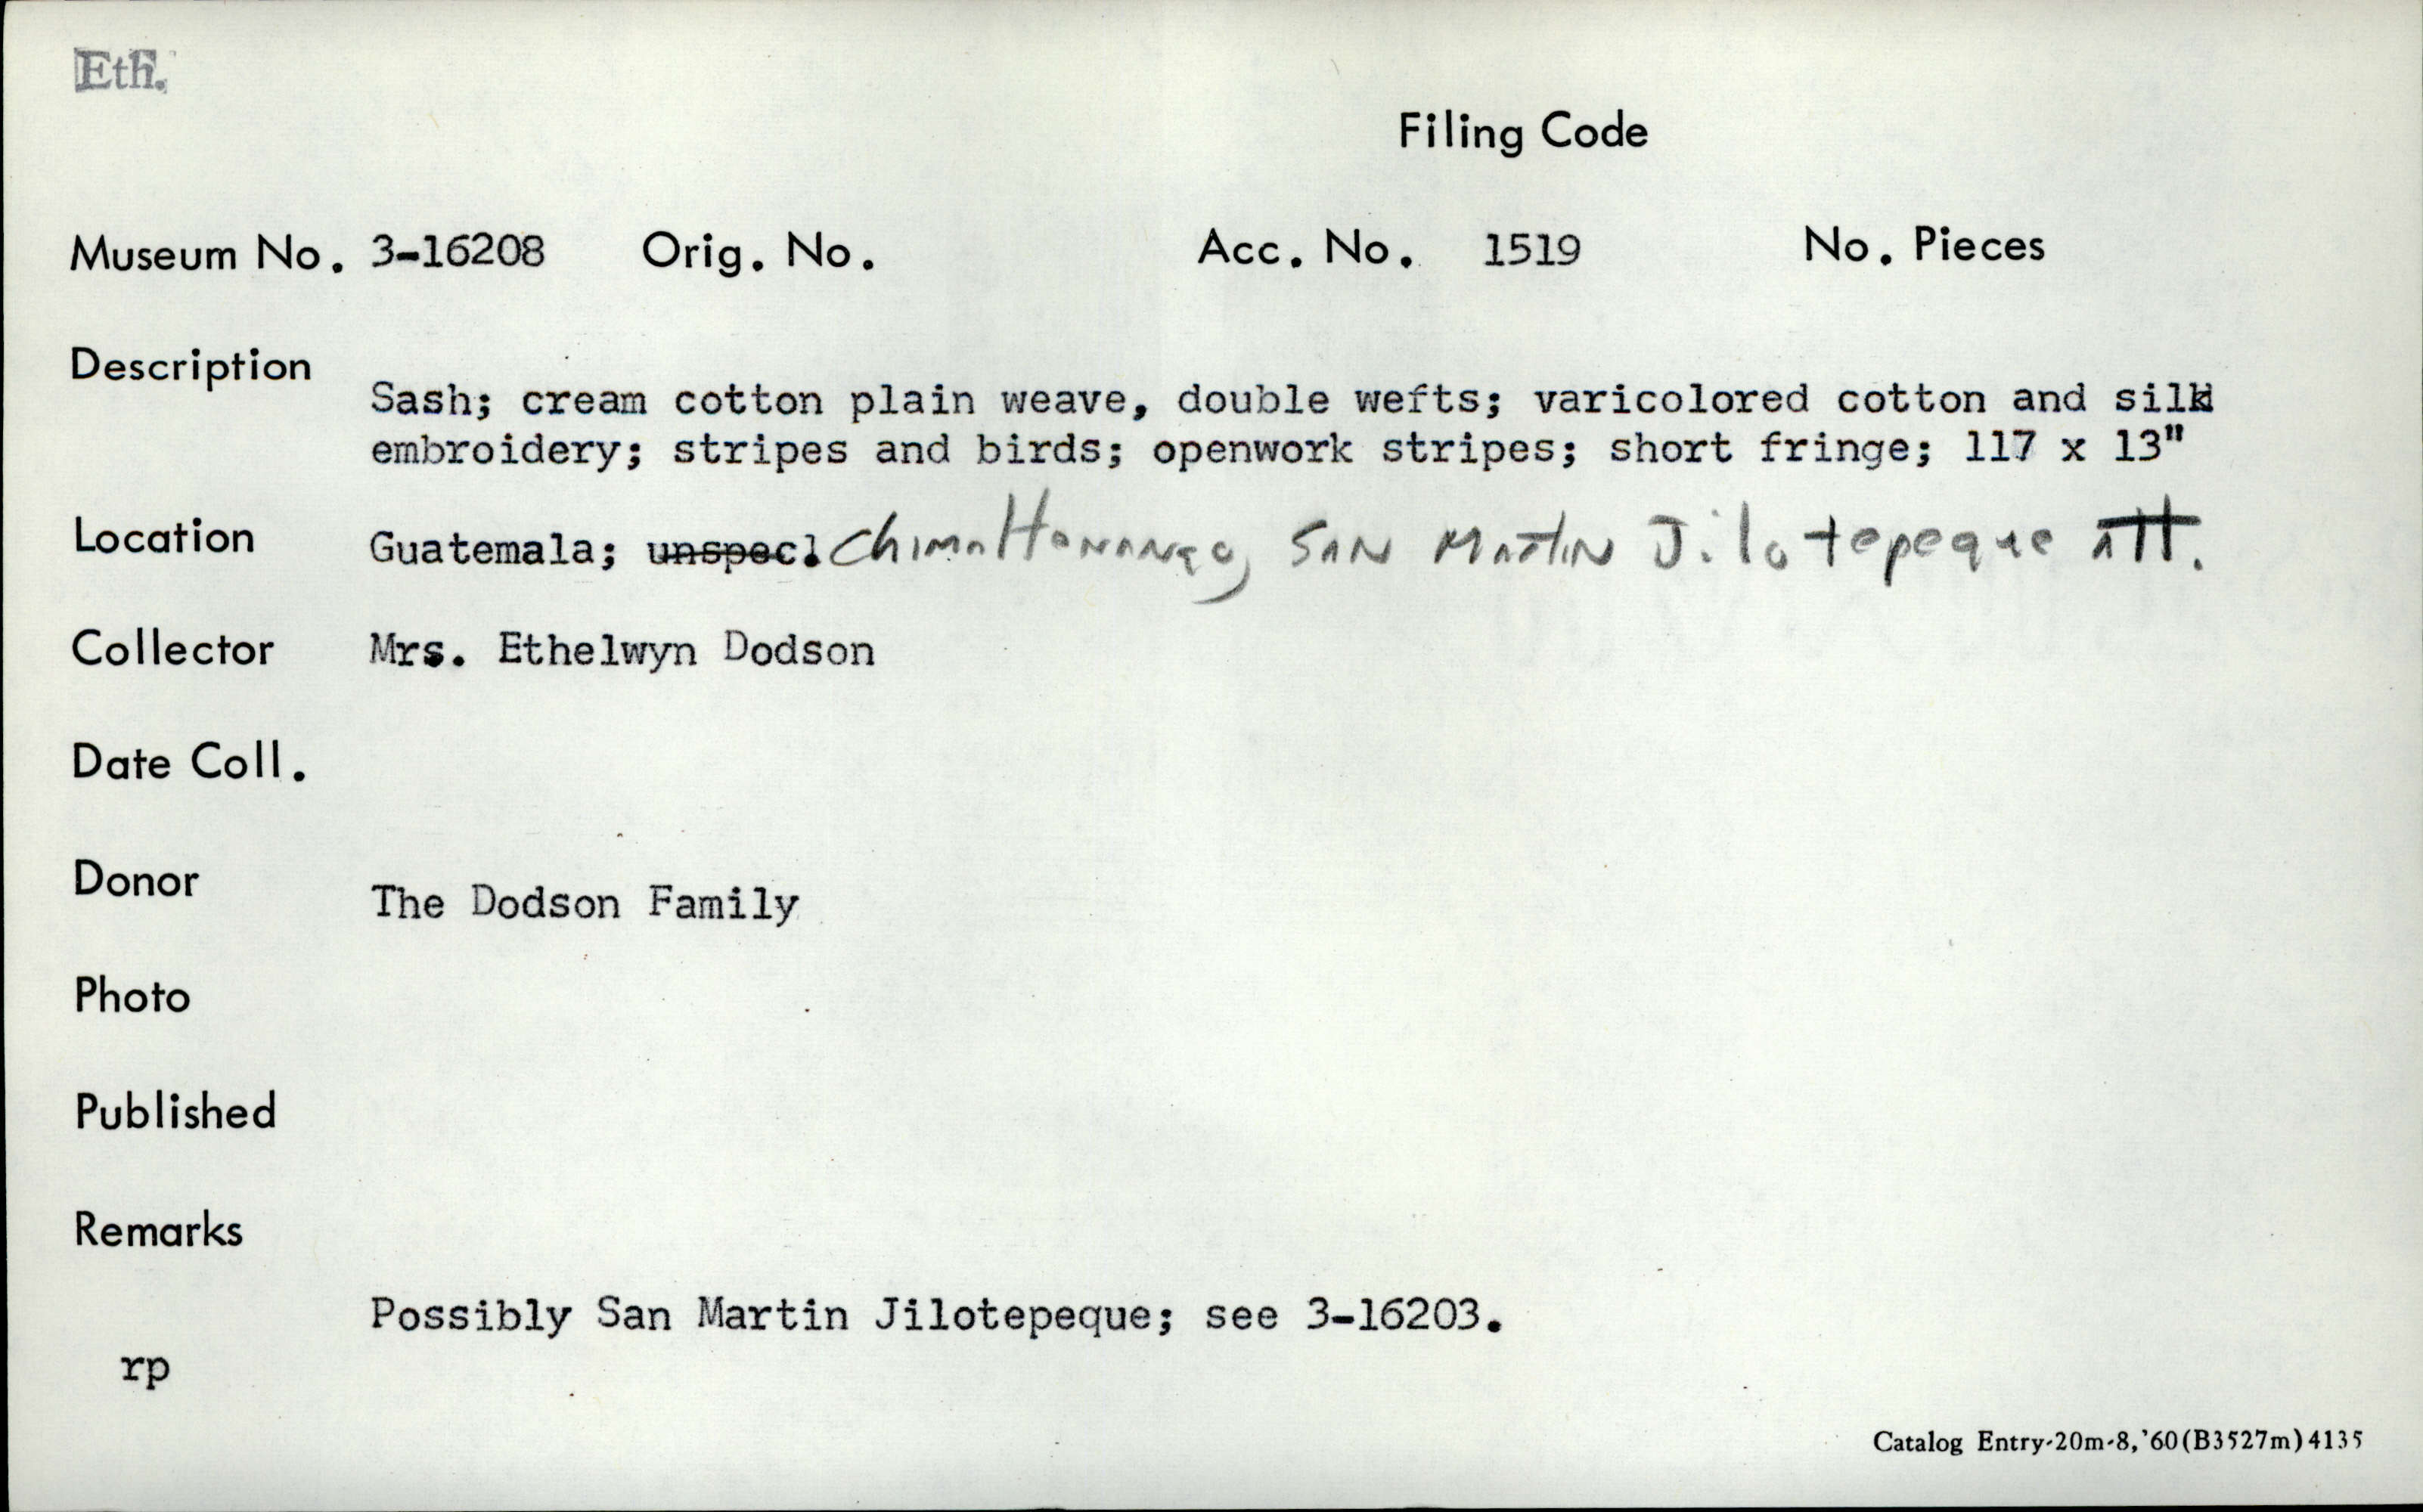 Eth.
Filing Code
Museum No. 3-16208 Orig. No. Acc. No. 1519 No. Pieces
Description
Sash; cream cotton plain weave, double wefts; varicolored cotton and silk
embroidery; stripes and birds; openwork stripes; short fringe; 117 x 13"
Location Guatemala; unspec. Chimaltenango, San Martin Jilotepeque att.
Collector Mrs. Ethelwyn Dodson
Date Coll.
Donor
The Dodson Family
Photo
Published
Remarks
Possibly San Martin Jilotepeque; see 3-16203.
rp
Catalog Entry-20m-8,'60(B3527m)4135